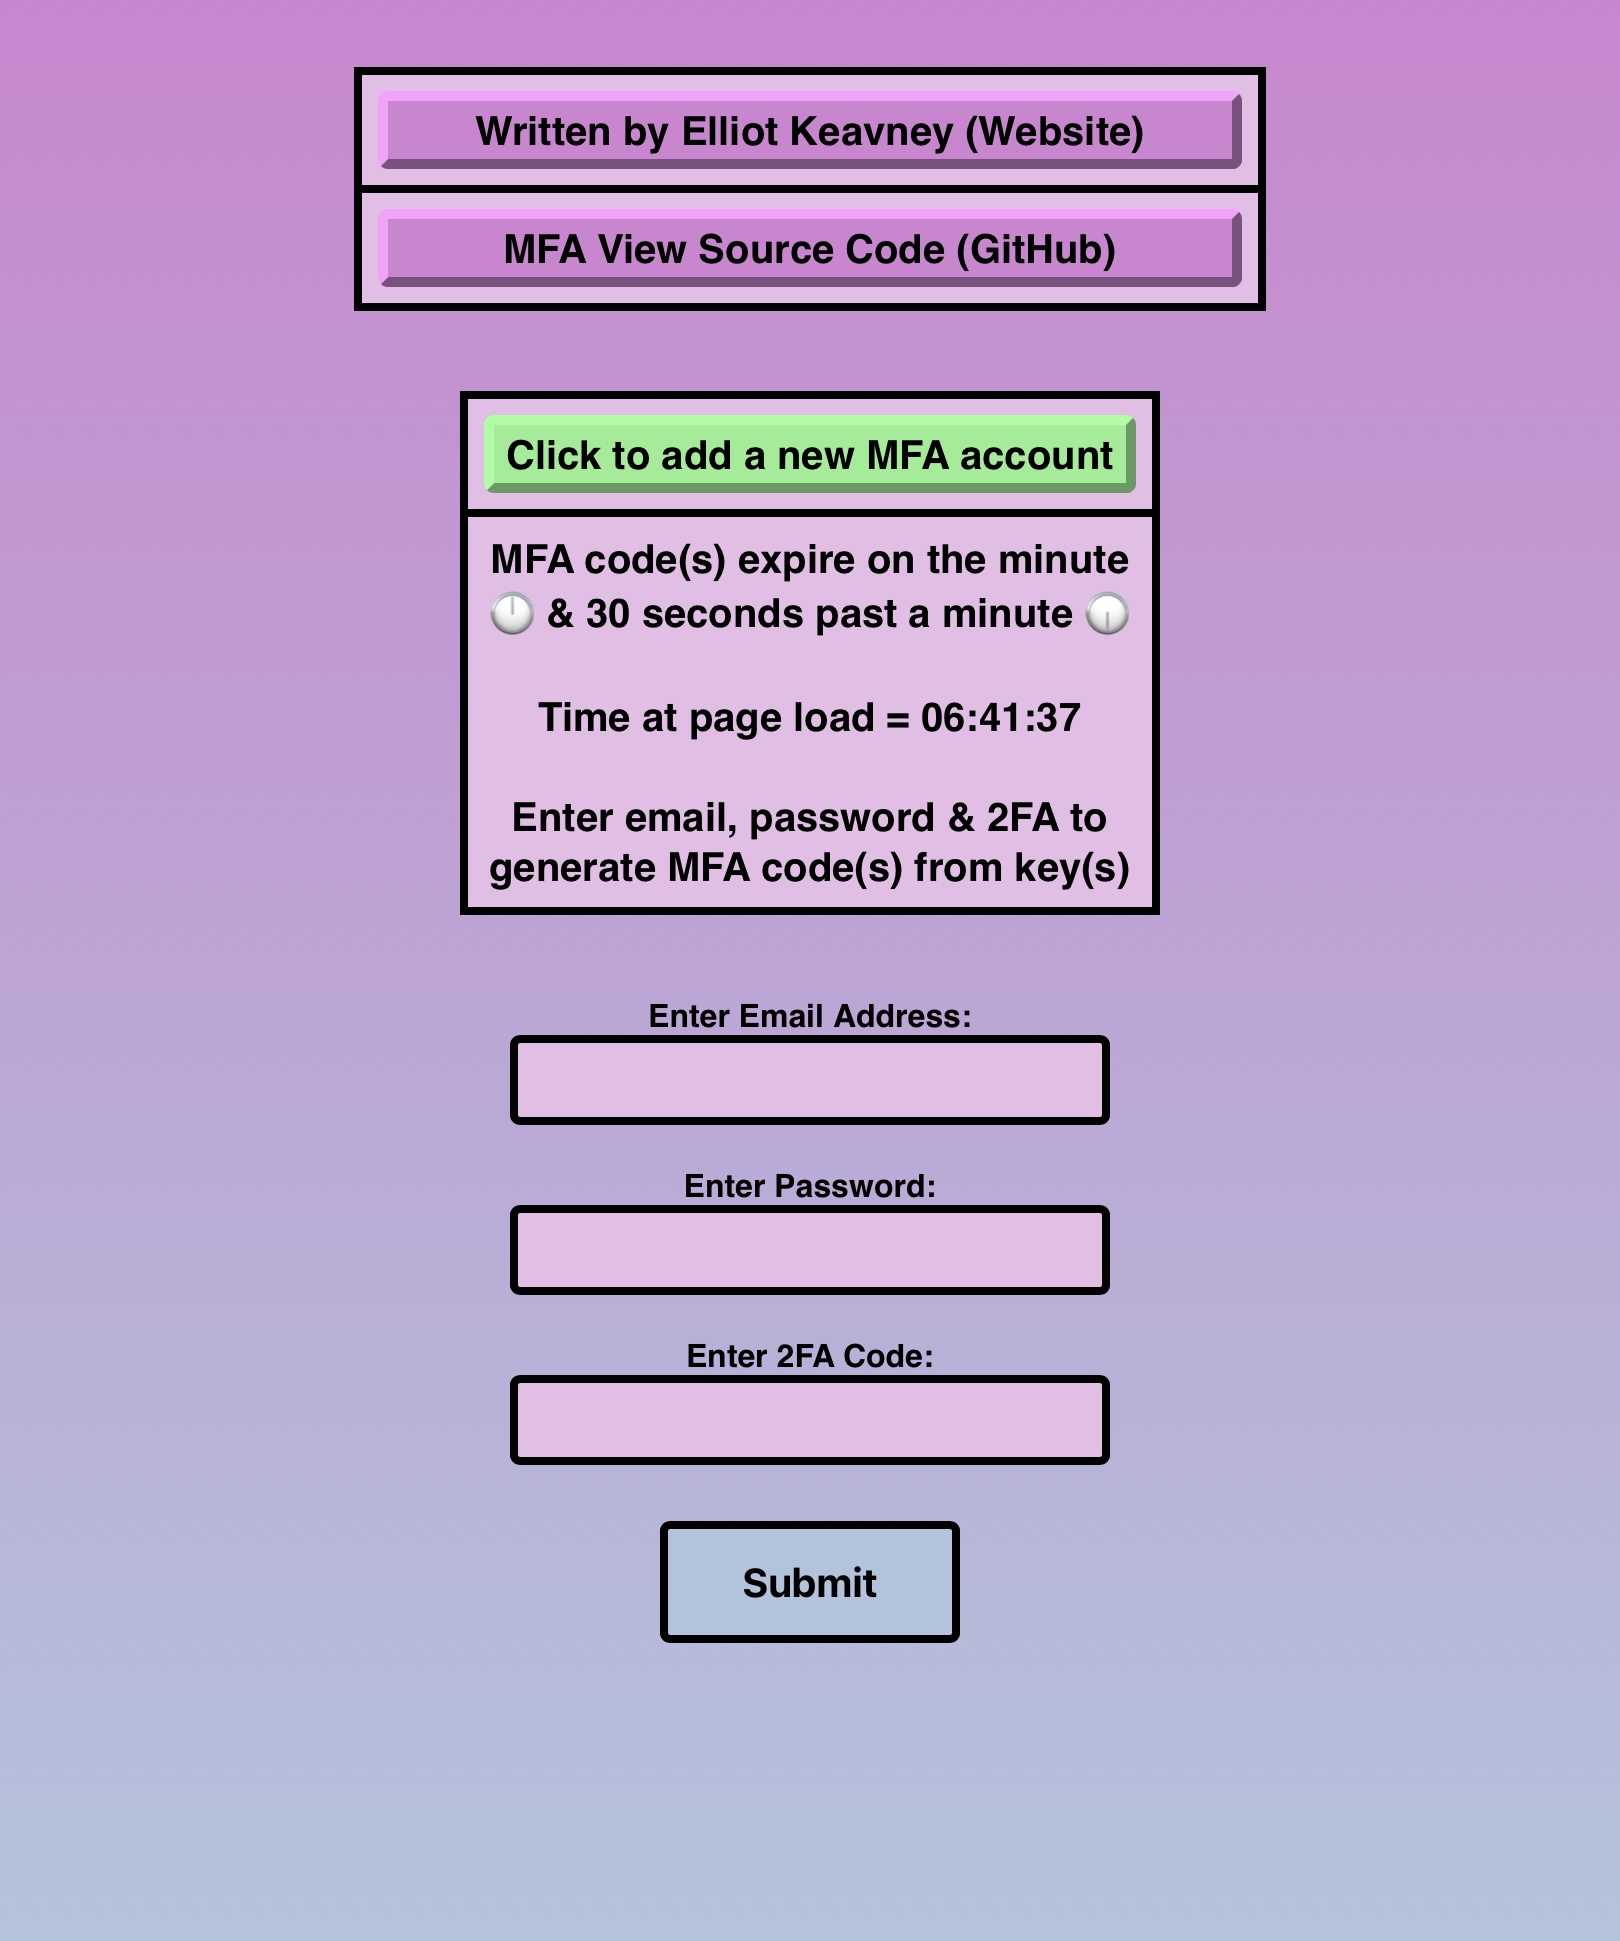 Written by Elliot Keavney (Website)
MFA View Source Code (GitHub)
Click to add a new MFA account
MFA code(s) expire on the minute
🕛 & 30 seconds past a minute 🕧
Time at page load = 06:41:37
Enter email, password & 2FA to
generate MFA code(s) from key(s)
Enter Email Address:
Enter Password:
Enter 2FA Code:
Submit